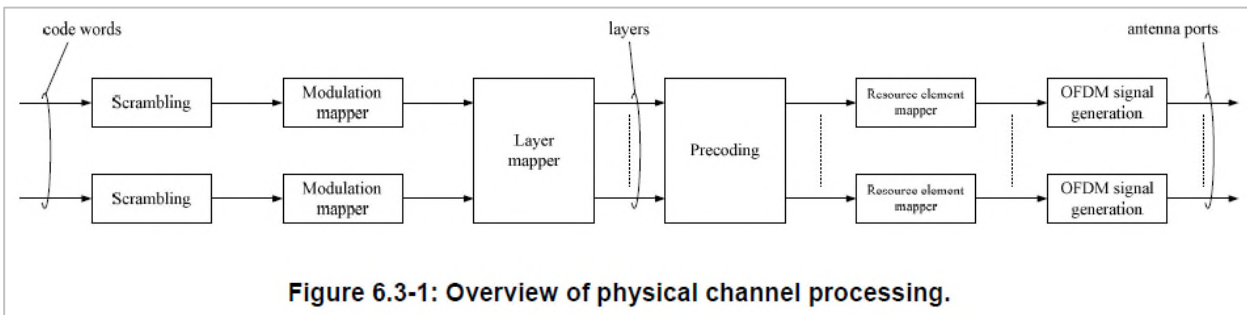 code words
layers
antenna ports
Scrambling
Modulation
mapper
Layer
mapper
Precoding
Resource element
mapper
OFDM signal
generation
Scrambling
Modulation
mapper
Resource element
mapper
OFDM signal
generation
Figure 6.3-1: Overview of physical channel processing.